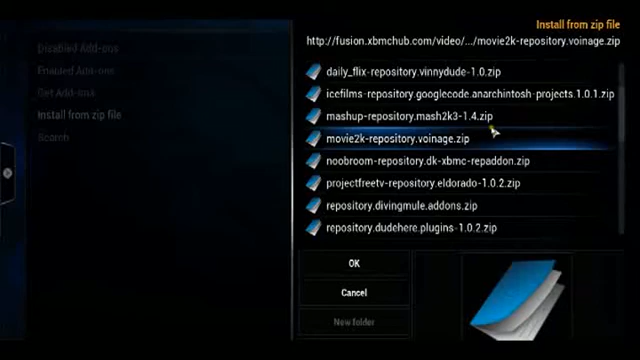 Install from zip file
http://fusion.xbmchub.com/video/.../movie2k-repository.voinage.zip
Disabled Add-ons
Enabled Add-ons
Get Add-ons
Install from zip file
Search
daily_flix-repository.vinnydude-1.0.zip
icefilms-repository.googlecode.anarchintosh-projects.1.0.1.zip
mashup-repository.mash2k3-1.4.zip
movie2k-repository.voinage.zip
noobroom-repository.dk-xbmc-repaddon.zip
projectfreetv-repository.eldorado-1.0.2.zip
repository.divingmule.addons.zip
repository.dudehere.plugins-1.0.2.zip
OK
Cancel
New folder